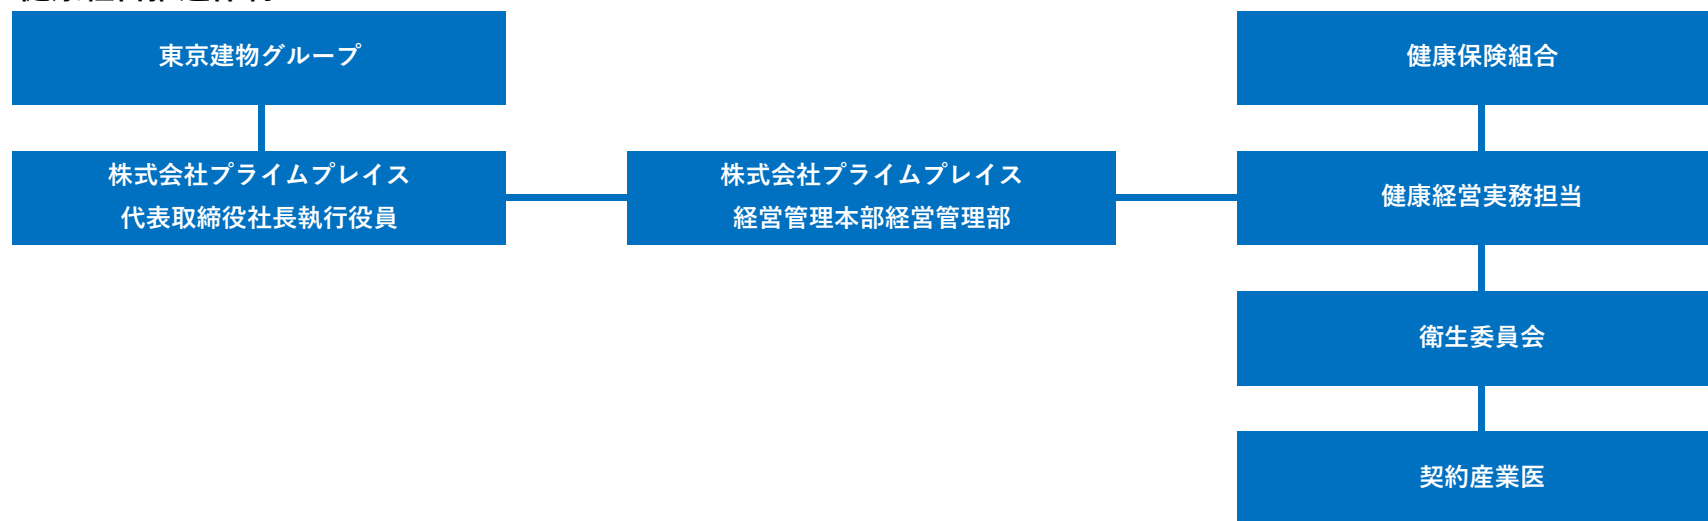 東京建物グループ
株式会社プライムプレイス
代表取締役社長執行役員
株式会社プライムプレイス
経営管理本部経営管理部
健康保険組合
健康経営実務担当
衛生委員会
契約産業医